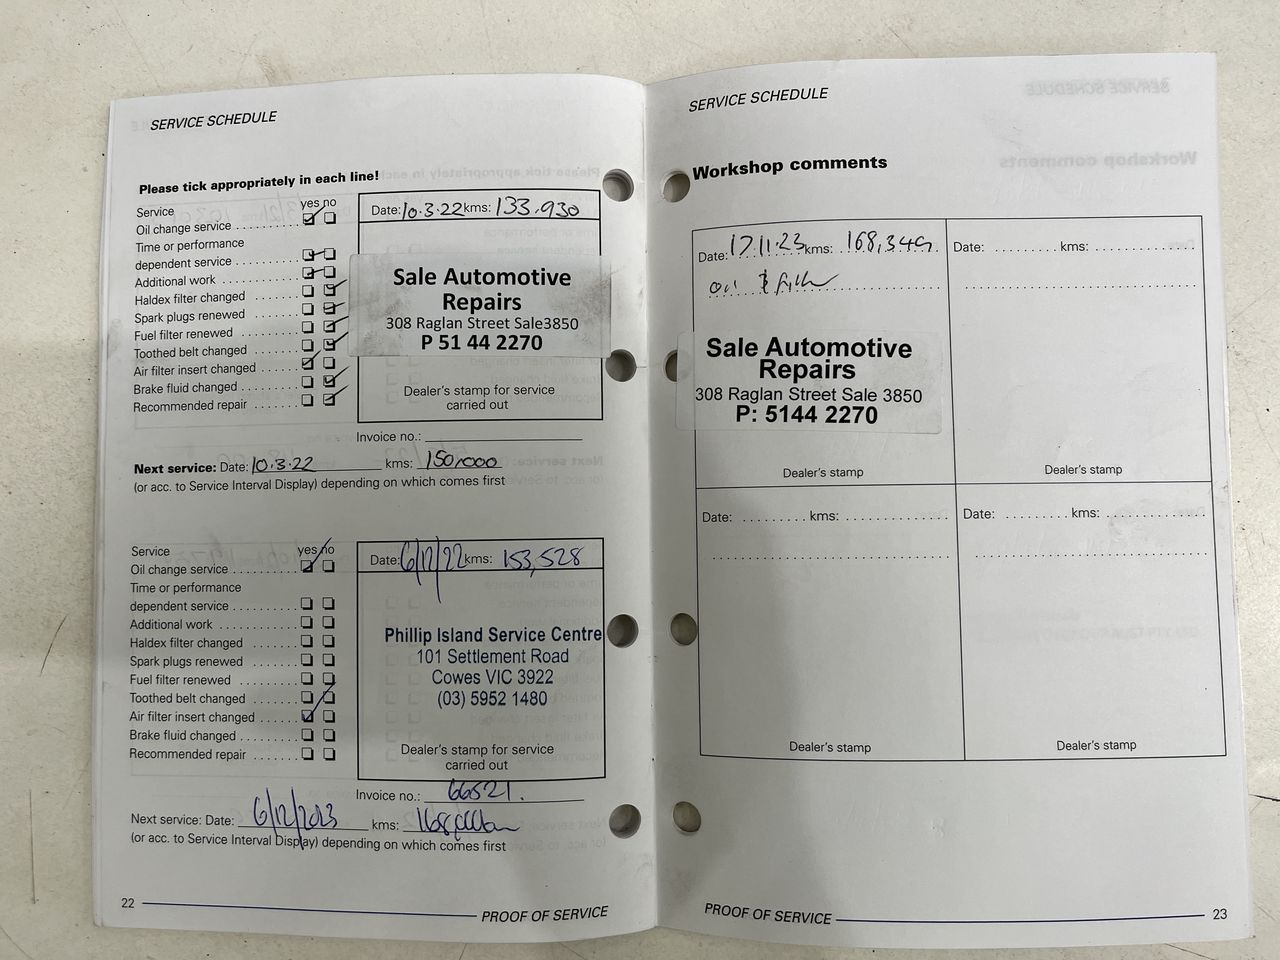 SERVICE SCHEDULE
Please tick appropriately in each line!
Service yes no
Oil change service
Time or performance
dependent service
Additional work
Haldex filter changed
Spark plugs renewed
Fuel filter renewed
Toothed belt changed
Air filter insert changed
Brake fluid changed
Recommended repair
Date: 10.3.22 kms: 133.930
Sale Automotive
Repairs
308 Raglan Street Sale3850
P 51 44 2270
Dealer's stamp for service
carried out
Invoice no.:
Next service: Date: 10.3.22 kms: 150,000
(or acc. to Service Interval Display) depending on which comes first
Service yes no
Oil change service
Time or performance
dependent service
Additional work
Haldex filter changed
Spark plugs renewed
Fuel filter renewed
Toothed belt changed
Air filter insert changed
Brake fluid changed
Recommended repair
Date: 6/12/22 kms: 153,528
Phillip Island Service Centre
101 Settlement Road
Cowes VIC 3922
(03) 5952 1480
Dealer's stamp for service
carried out
Invoice no.: 66521.
Next service: Date: 6/12/2023 kms:
(or acc. to Service Interval Display) depending on which comes first
22 PROOF OF SERVICE
SERVICE SCHEDULE
Workshop comments
Date: 17.11.23 kms: 168,349
oil & filter
Sale Automotive
Repairs
308 Raglan Street Sale 3850
P: 5144 2270
Dealer's stamp
Date: kms:
Dealer's stamp
Date: kms:
Dealer's stamp
Date: kms:
Dealer's stamp
PROOF OF SERVICE 23